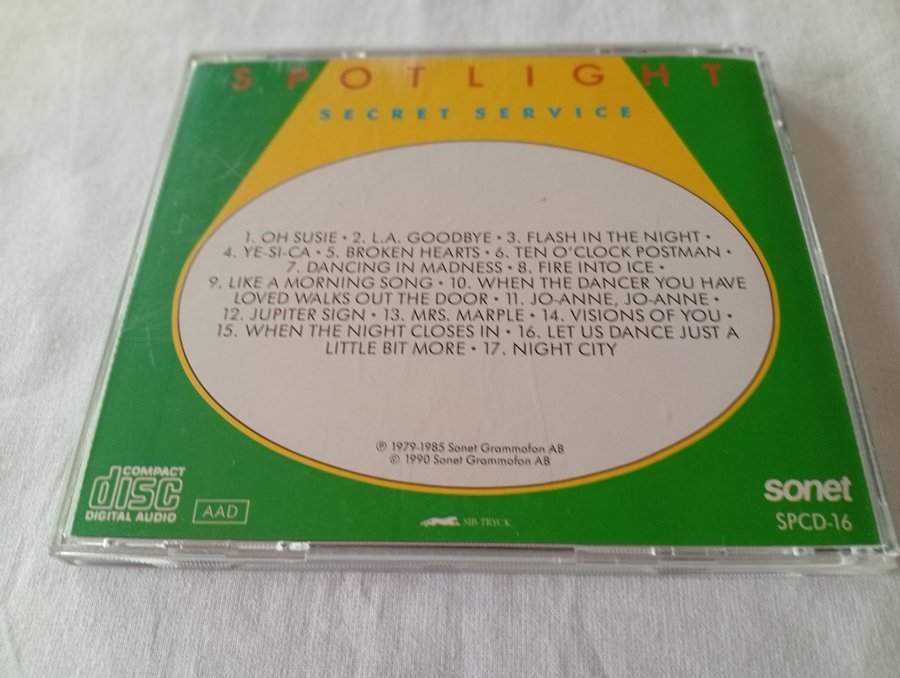 SPOTLIGHT
SECRET SERVICE
1. OH SUSIE • 2. L.A. GOODBYE • 3. FLASH IN THE NIGHT •
4. YE-SI-CA • 5. BROKEN HEARTS • 6. TEN O'CLOCK POSTMAN •
7. DANCING IN MADNESS • 8. FIRE INTO ICE •
9. LIKE A MORNING SONG • 10. WHEN THE DANCER YOU HAVE
LOVED WALKS OUT THE DOOR • 11. JO-ANNE, JO-ANNE •
12. JUPITER SIGN • 13. MRS. MARPLE • 14. VISIONS OF YOU •
15. WHEN THE NIGHT CLOSES IN • 16. LET US DANCE JUST A
LITTLE BIT MORE • 17. NIGHT CITY
℗ 1979-1985 Sonet Grammofon AB
© 1990 Sonet Grammofon AB
COMPACT
disc
DIGITAL AUDIO
AAD
SIB-TRYCK
sonet
SPCD-16